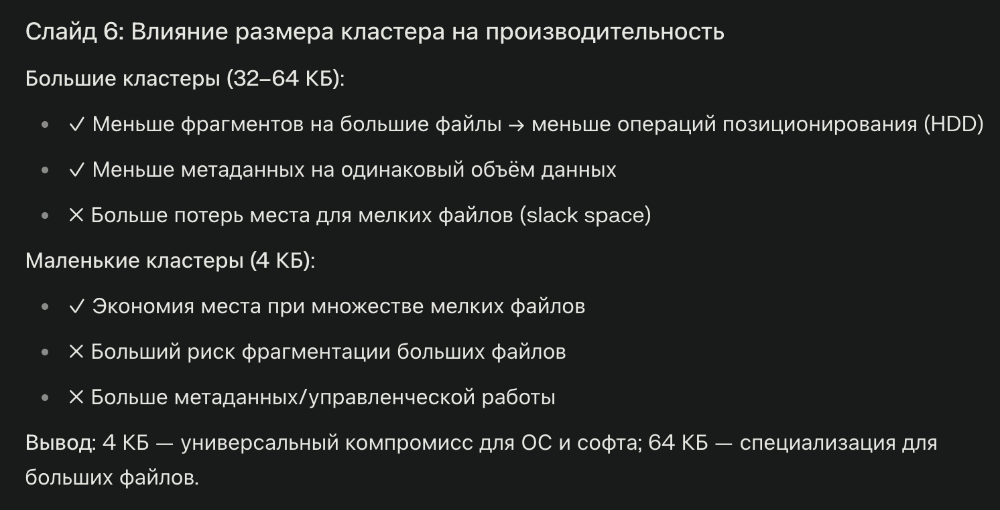 Слайд 6: Влияние размера кластера на производительность
Большие кластеры (32–64 КБ):
• ✓ Меньше фрагментов на большие файлы → меньше операций позиционирования (HDD)
• ✓ Меньше метаданных на одинаковый объём данных
• ✕ Больше потерь места для мелких файлов (slack space)
Маленькие кластеры (4 КБ):
• ✓ Экономия места при множестве мелких файлов
• ✕ Больший риск фрагментации больших файлов
• ✕ Больше метаданных/управленческой работы
Вывод: 4 КБ — универсальный компромисс для ОС и софта; 64 КБ — специализация для
больших файлов.